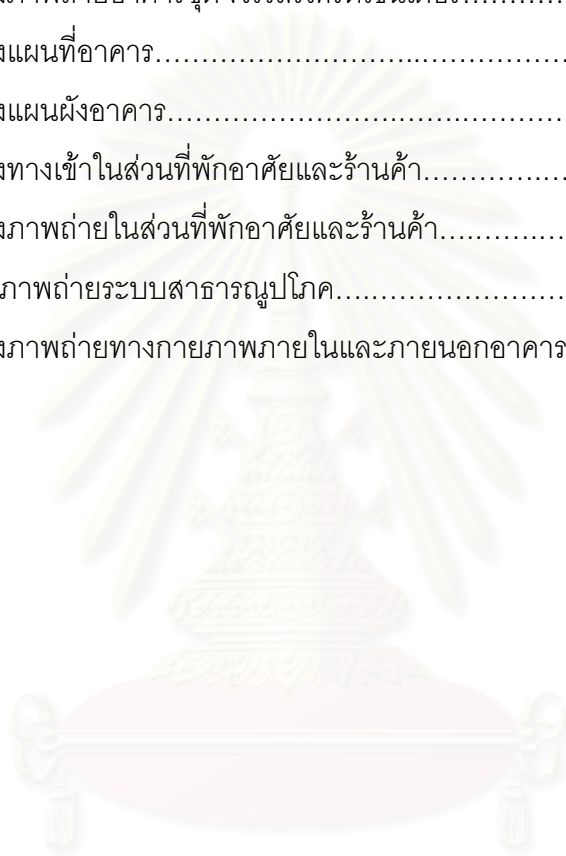 งแผนที่อาคาร……………………………..………………
งแผนผังอาคาร…………………………………………
งทางเข้าในส่วนที่พักอาศัยและร้านค้า……………..…
งภาพถ่ายในส่วนที่พักอาศัยและร้านค้า………………
ภาพถ่ายระบบสาธารณูปโภค……………………………
งภาพถ่ายทางกายภาพภายในและภายนอกอาคาร